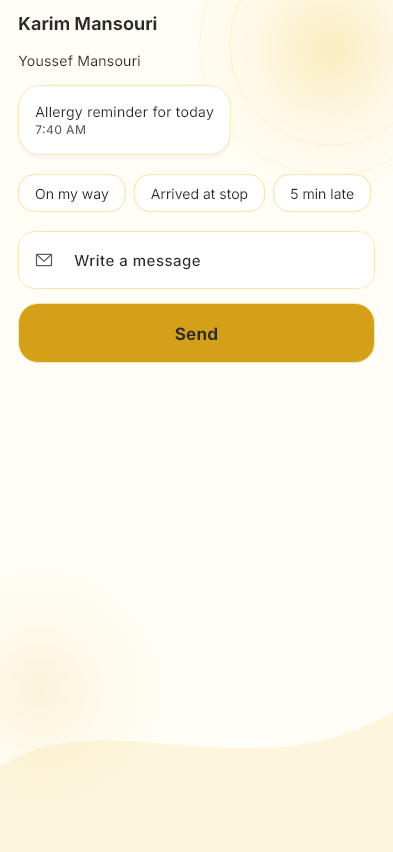 Karim Mansouri
Youssef Mansouri
Allergy reminder for today
7:40 AM
On my way
Arrived at stop
5 min late
Write a message
Send